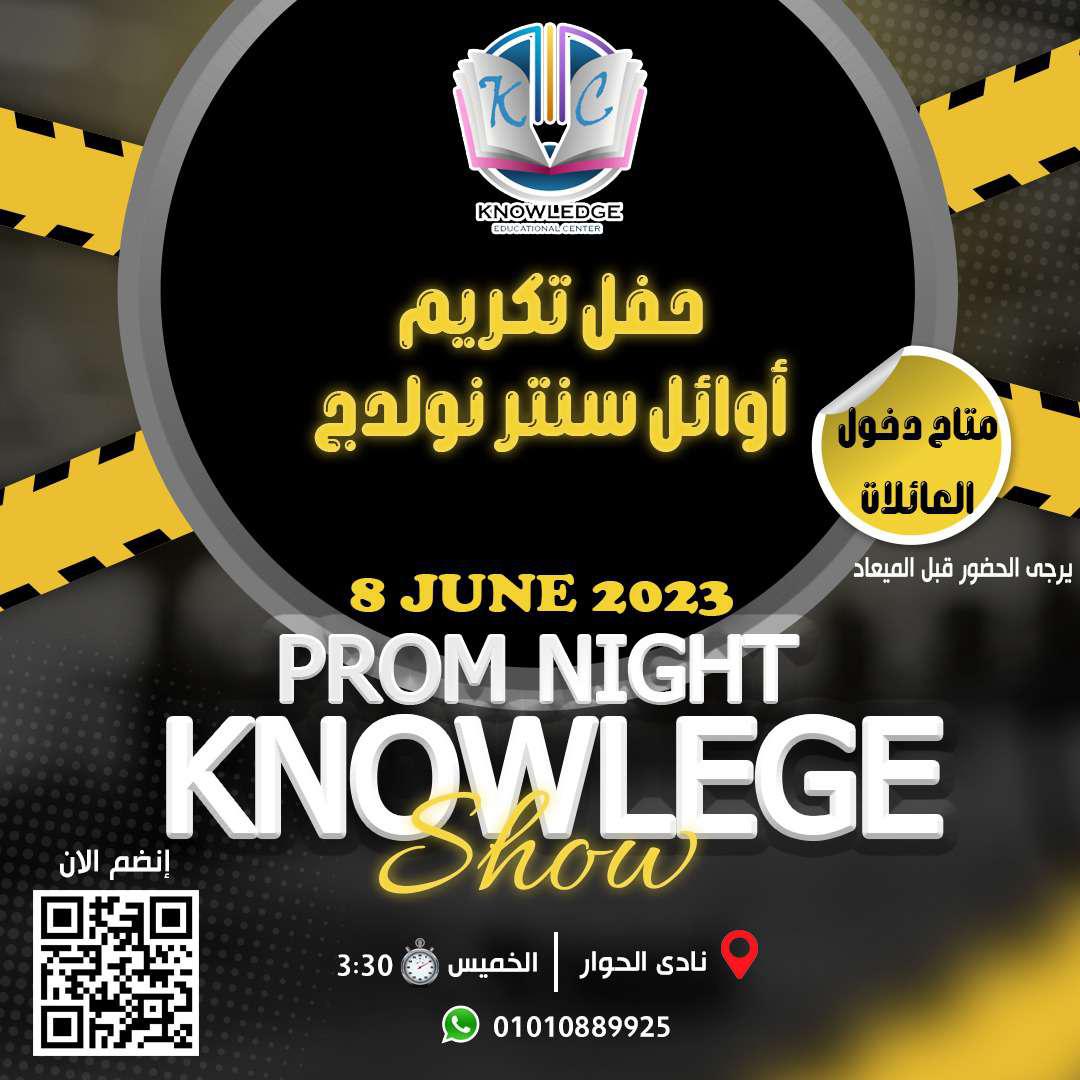 K C
KNOWLEDGE
EDUCATIONAL CENTER
حفل تكريم
أوائل سنتر نولدج
متاح دخول
العائلات
يرجى الحضور قبل الميعاد
8 JUNE 2023
PROM NIGHT
KNOWLEGE
Show
إنضم الان
نادى الحوار | الخميس 3:30
01010889925